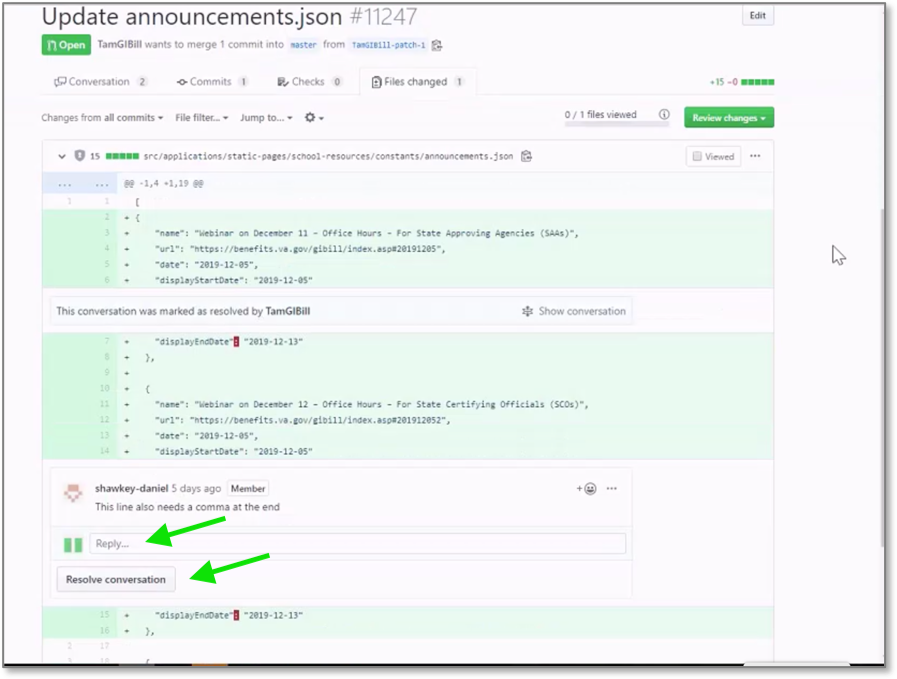 Update announcements.json #11247
Edit
Open TamGIBill wants to merge 1 commit into master from TamGIBill-patch-1
Conversation 2 Commits 1 Checks 0 Files changed 1 +15 −0
Changes from all commits File filter... Jump to... 0 / 1 files viewed Review changes
15 src/applications/static-pages/school-resources/constants/announcements.json Viewed ...
... ... @@ -1,4 +1,19 @@
1 1 [
2 + {
3 + "name": "Webinar on December 11 - Office Hours - For State Approving Agencies (SAAs)",
4 + "url": "https://benefits.va.gov/gibill/index.asp#20191205",
5 + "date": "2019-12-05",
6 + "displayStartDate": "2019-12-05"
This conversation was marked as resolved by TamGIBill Show conversation
7 + "displayEndDate": "2019-12-13"
8 + },
9 +
10 + {
11 + "name": "Webinar on December 12 - Office Hours - For State Certifying Officials (SCOs)",
12 + "url": "https://benefits.va.gov/gibill/index.asp#201912052",
13 + "date": "2019-12-05",
14 + "displayStartDate": "2019-12-05"
shawkey-daniel 5 days ago Member ...
This line also needs a comma at the end
Reply...
Resolve conversation
15 + "displayEndDate": "2019-12-13"
16 + },
2 17
{